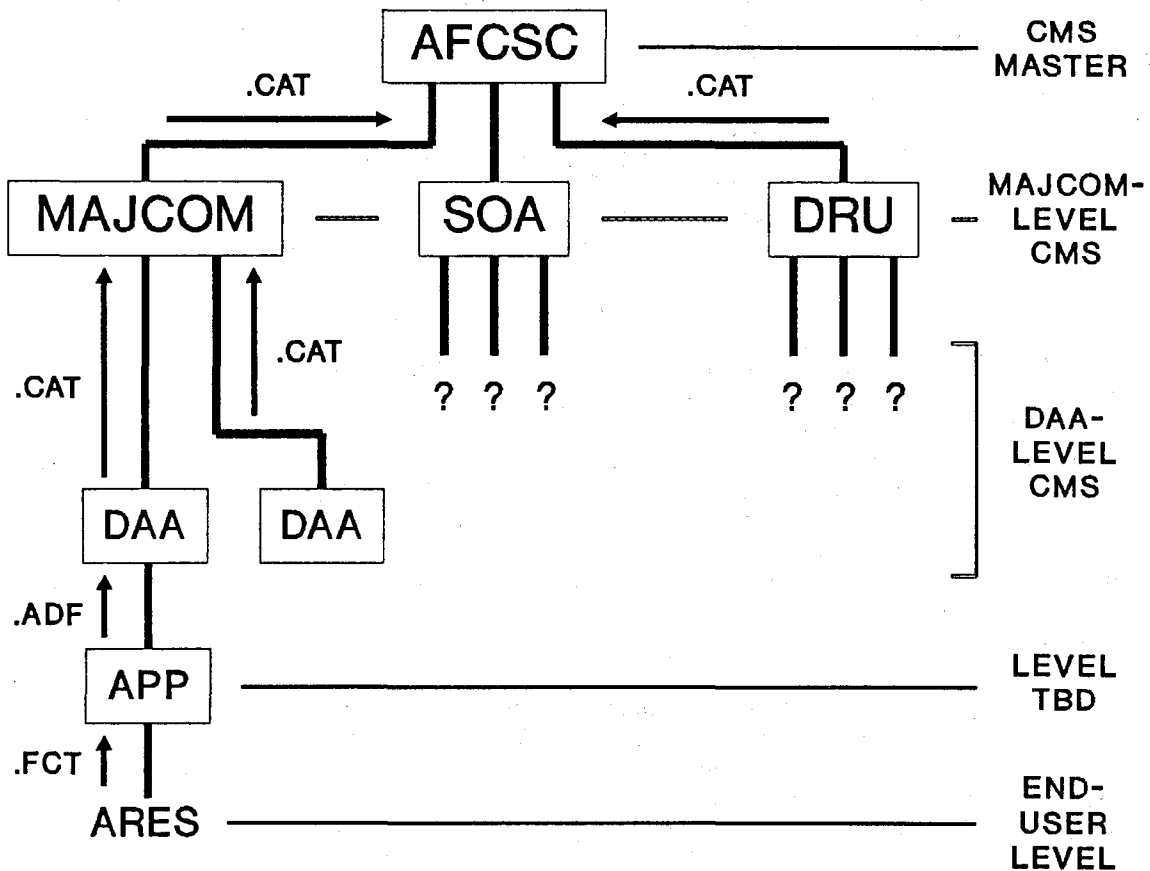 AFCSC
CMS
MASTER
.CAT
.CAT
MAJCOM
SOA
DRU
MAJCOM-
LEVEL
CMS
.CAT
.CAT
? ? ?
? ? ?
DAA-
LEVEL
CMS
DAA
DAA
.ADF
APP
LEVEL
TBD
.FCT
ARES
END-
USER
LEVEL